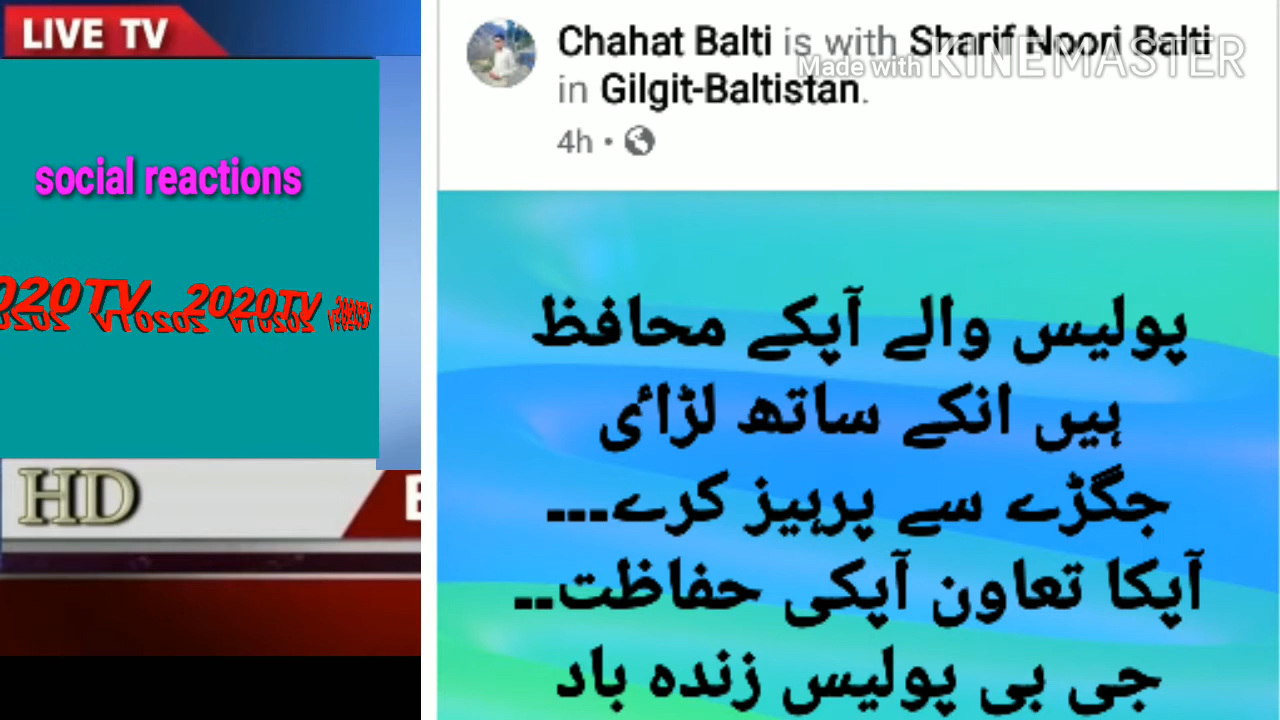 LIVE TV
social reactions
020TV 2020TV 2020TV
HD
Chahat Balti is with Sharif Noori Balti
in Gilgit-Baltistan.
Made with KINEMASTER
4h
پولیس والے آپکے محافظ
ہیں انکے ساتھ لڑائی
جگڑے سے پرہیز کرے---
آپکا تعاون آپکی حفاظت--
جی بی پولیس زندہ باد